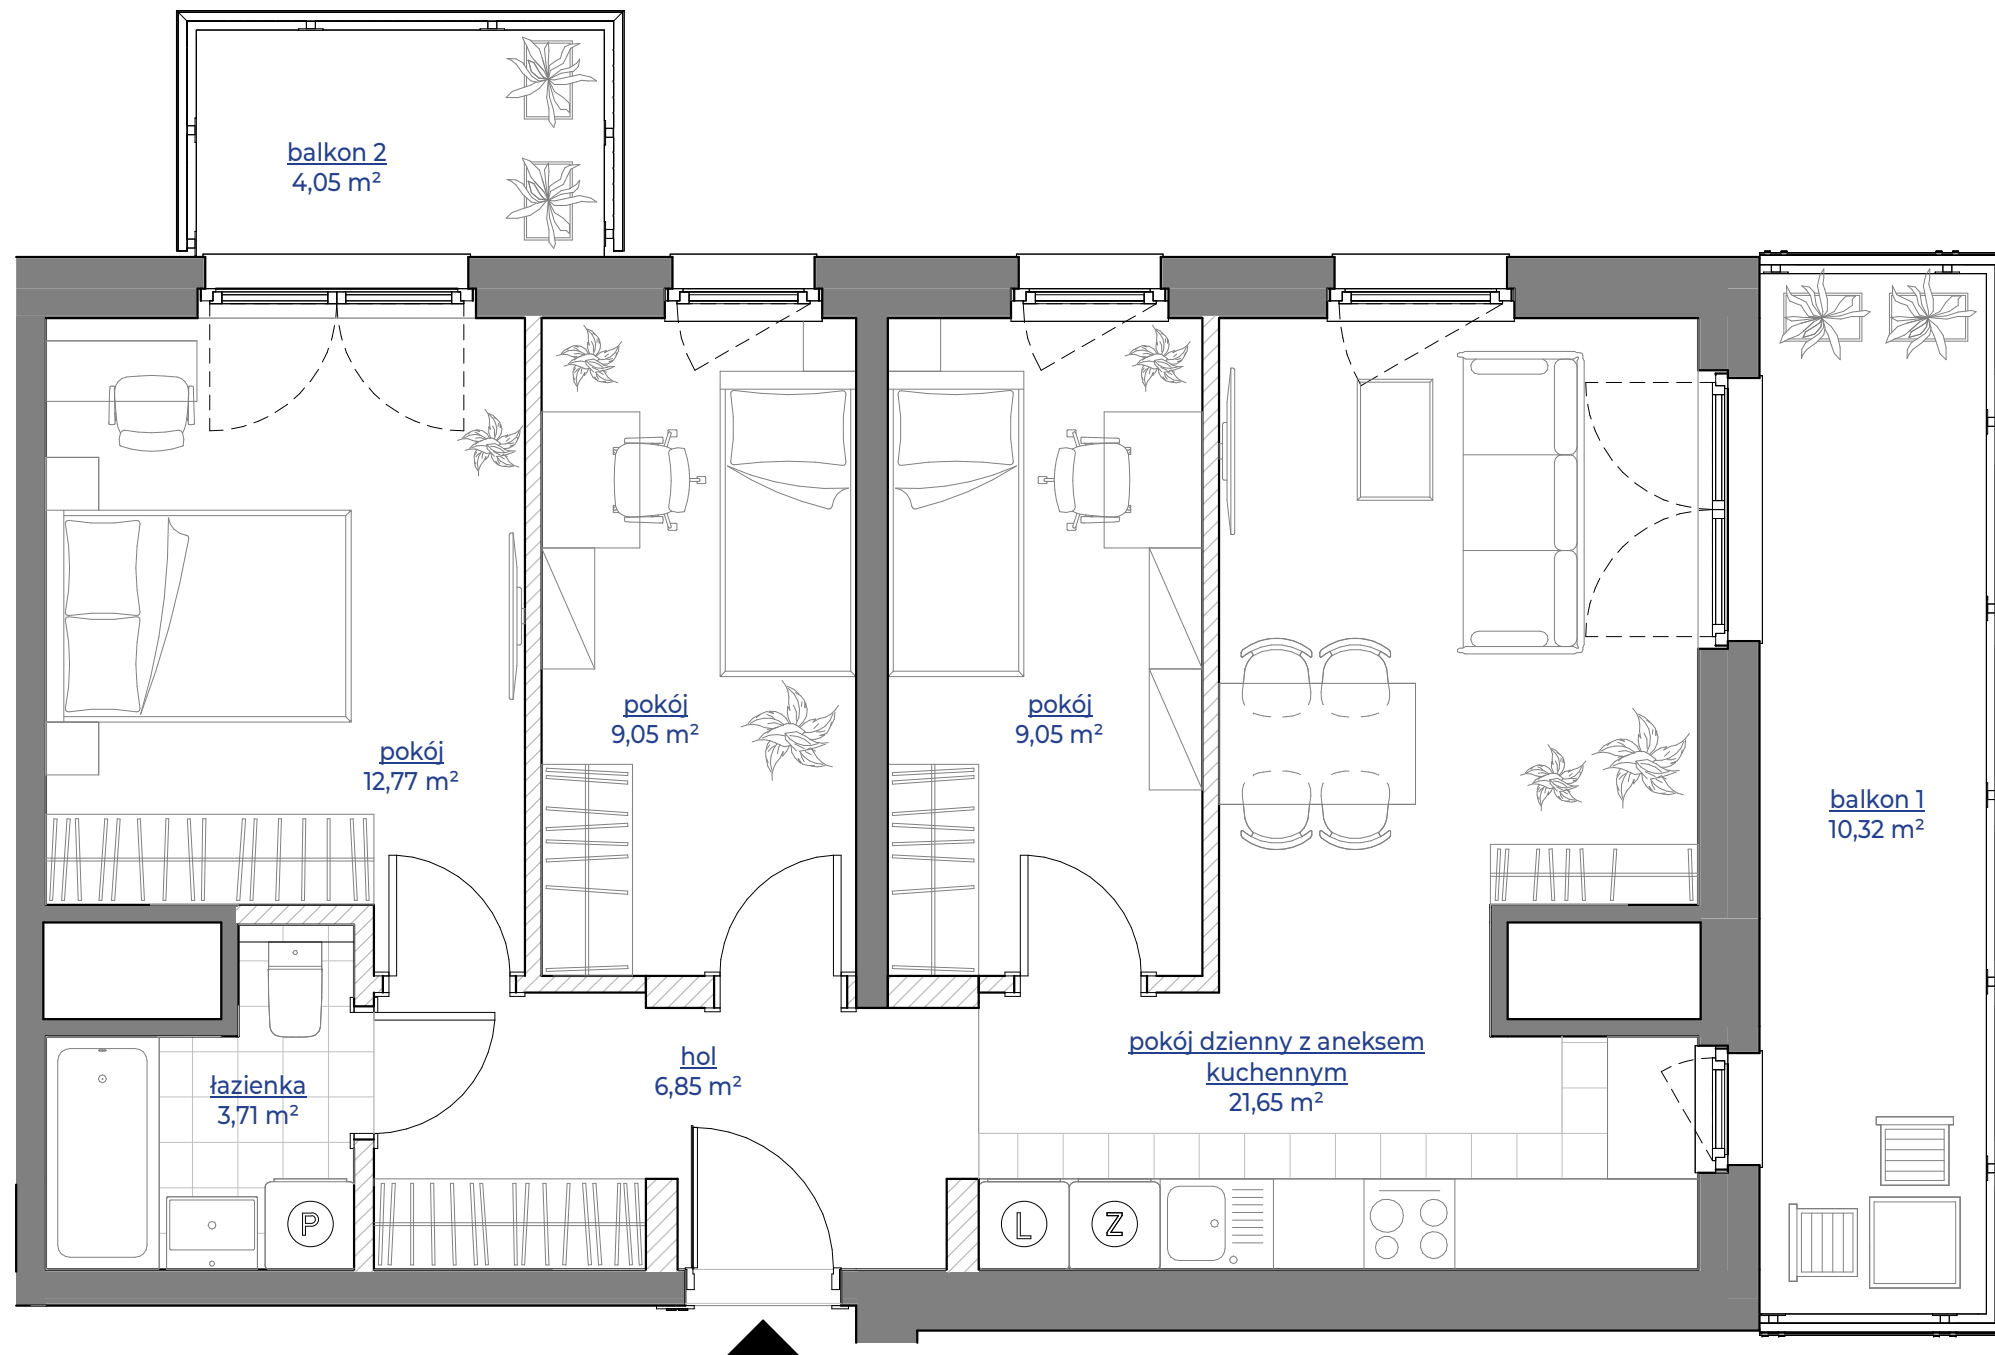 balkon 2
4,05 m²
pokój
12,77 m²
pokój
9,05 m²
pokój
9,05 m²
balkon 1
10,32 m²
łazienka
3,71 m²
P
hol
6,85 m²
pokój dzienny z aneksem
kuchennym
21,65 m²
L
Z